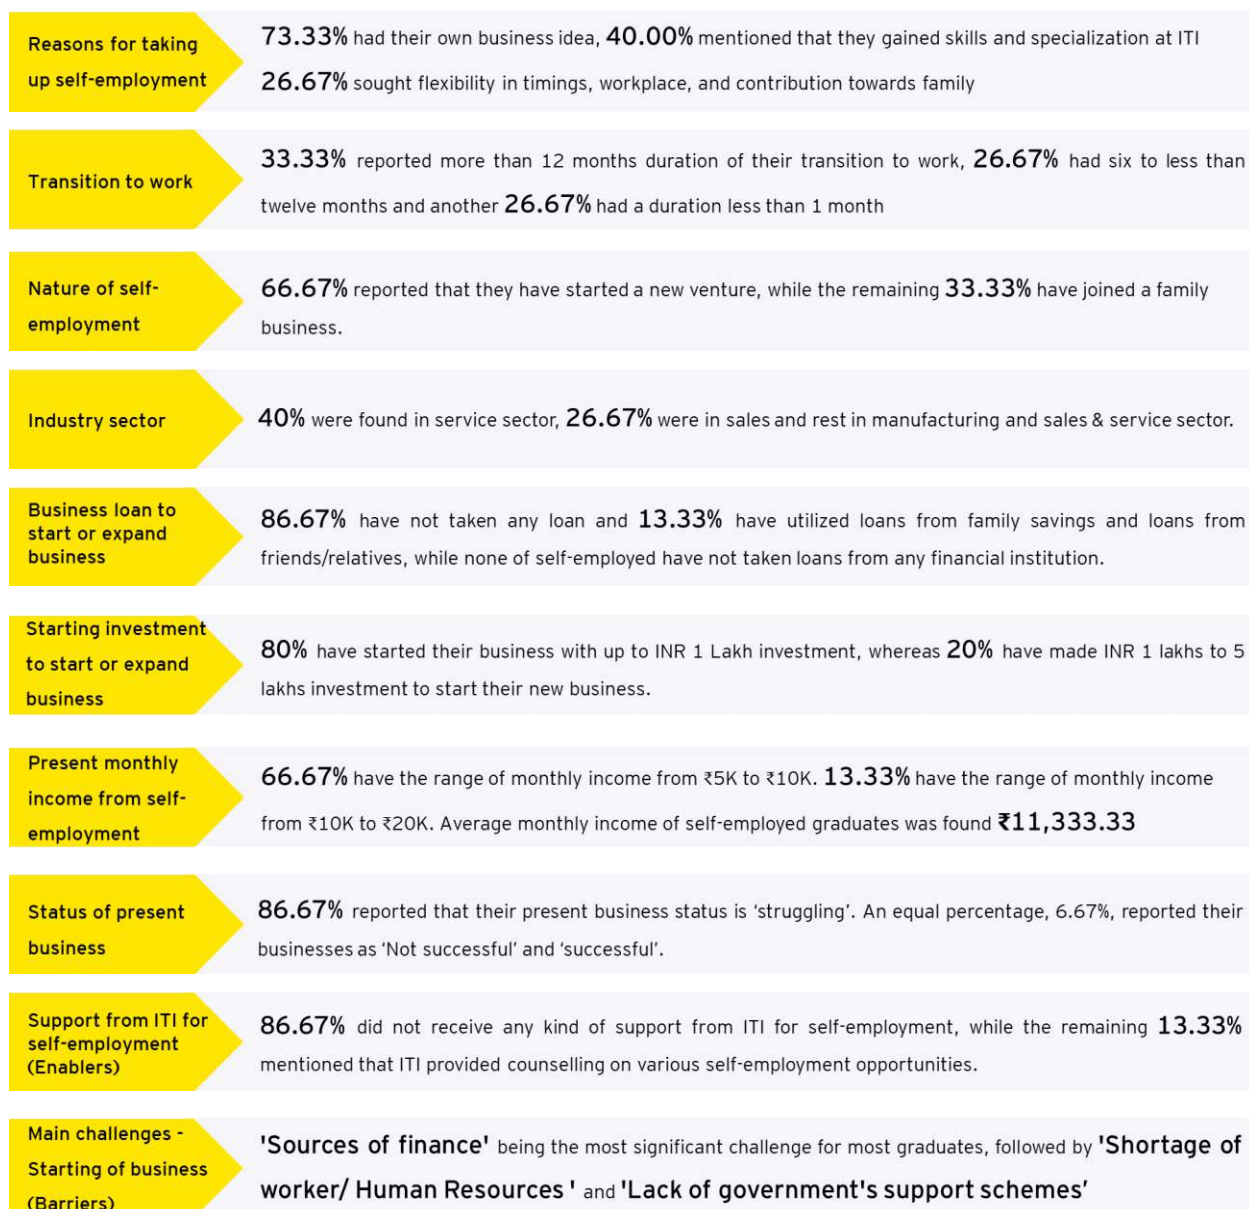 Reasons for taking
up self-employment
73.33% had their own business idea, 40.00% mentioned that they gained skills and specialization at ITI
26.67% sought flexibility in timings, workplace, and contribution towards family
Transition to work
33.33% reported more than 12 months duration of their transition to work, 26.67% had six to less than
twelve months and another 26.67% had a duration less than 1 month
Nature of self-
employment
66.67% reported that they have started a new venture, while the remaining 33.33% have joined a family
business.
Industry sector
40% were found in service sector, 26.67% were in sales and rest in manufacturing and sales & service sector.
Business loan to
start or expand
business
86.67% have not taken any loan and 13.33% have utilized loans from family savings and loans from
friends/relatives, while none of self-employed have not taken loans from any financial institution.
Starting investment
to start or expand
business
80% have started their business with up to INR 1 Lakh investment, whereas 20% have made INR 1 lakhs to 5
lakhs investment to start their new business.
Present monthly
income from self-
employment
66.67% have the range of monthly income from ₹5K to ₹10K. 13.33% have the range of monthly income
from ₹10K to ₹20K. Average monthly income of self-employed graduates was found ₹11,333.33
Status of present
business
86.67% reported that their present business status is ‘struggling’. An equal percentage, 6.67%, reported their
businesses as ‘Not successful’ and ‘successful’.
Support from ITI for
self-employment
(Enablers)
86.67% did not receive any kind of support from ITI for self-employment, while the remaining 13.33%
mentioned that ITI provided counselling on various self-employment opportunities.
Main challenges -
Starting of business
(Barriers)
'Sources of finance' being the most significant challenge for most graduates, followed by 'Shortage of
worker/ Human Resources ' and 'Lack of government's support schemes’